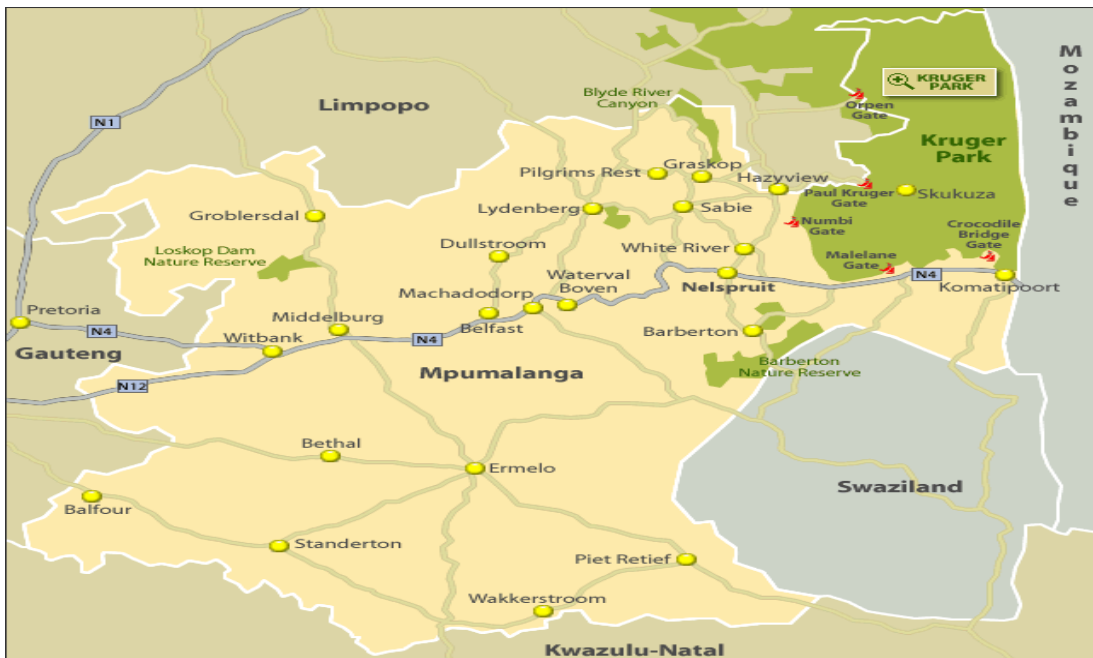 Mozambique
KRUGER
PARK
Blyde River
Canyon
Limpopo
Orpen
Gate
N1
Kruger
Park
Graskop
Pilgrims Rest
Hazyview
Paul Kruger
Gate
Skukuza
Groblersdal
Lydenberg
Sabie
Numbi
Gate
Crocodile
Bridge
Gate
Dullstroom
White River
Loskop Dam
Nature Reserve
Malelane
Gate
Waterval
Boven
N4
Nelspruit
Komatipoort
Machadodorp
Pretoria
Middelburg
Belfast
N4
Witbank
N4
Barberton
Gauteng
Barberton
Nature Reserve
Mpumalanga
N12
Bethal
Ermelo
Swaziland
Balfour
Standerton
Piet Retief
Wakkerstroom
Kwazulu-Natal